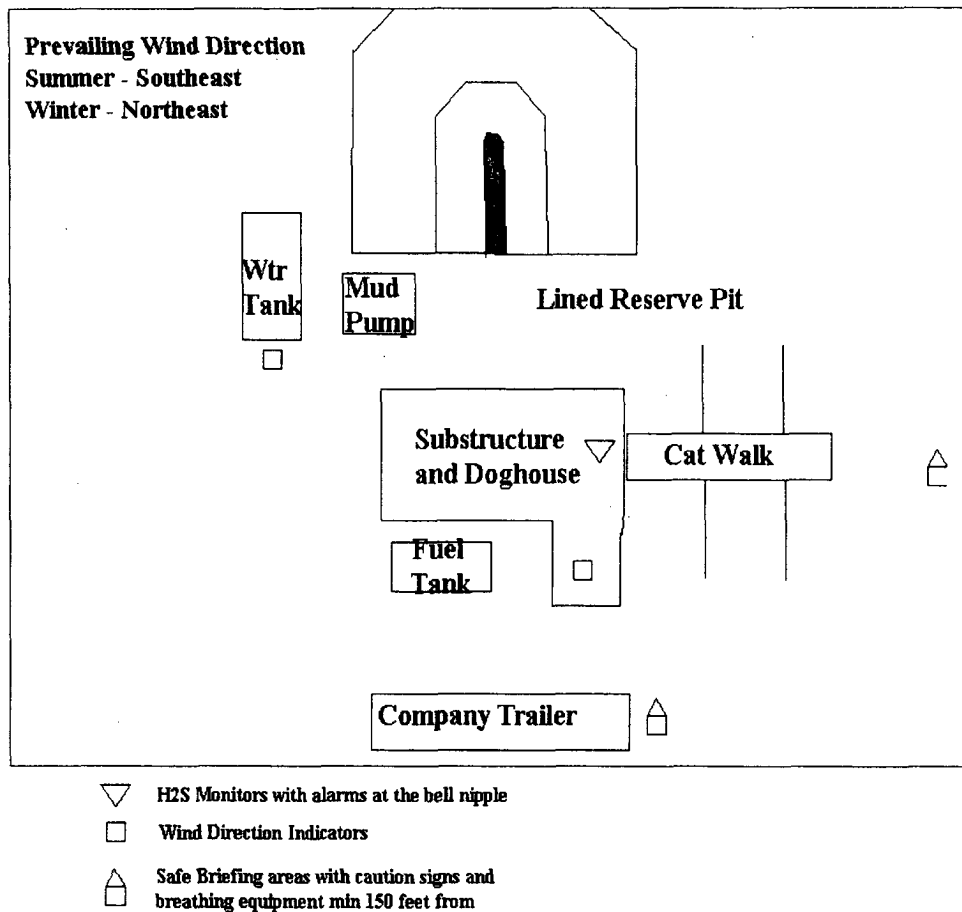 Prevailing Wind Direction
Summer - Southeast
Winter - Northeast
Wtr
Tank
Mud
Pump
Lined Reserve Pit
Substructure
and Doghouse
Cat Walk
Fuel
Tank
Company Trailer
H2S Monitors with alarms at the bell nipple
Wind Direction Indicators
Safe Briefing areas with caution signs and
breathing equipment min 150 feet from